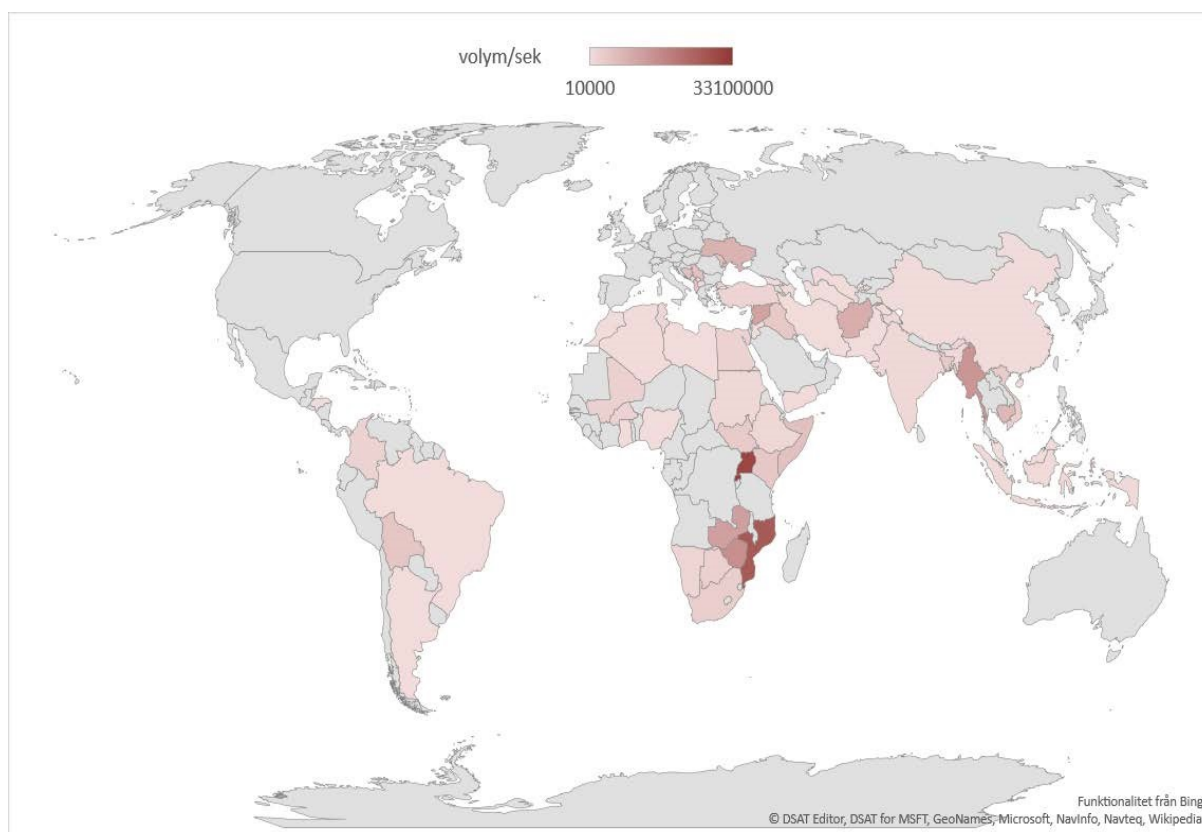 volym/sek
10000 33100000
Funktionalitet från Bing
© DSAT Editor, DSAT for MSFT, GeoNames, Microsoft, NavInfo, Navteq, Wikipedia